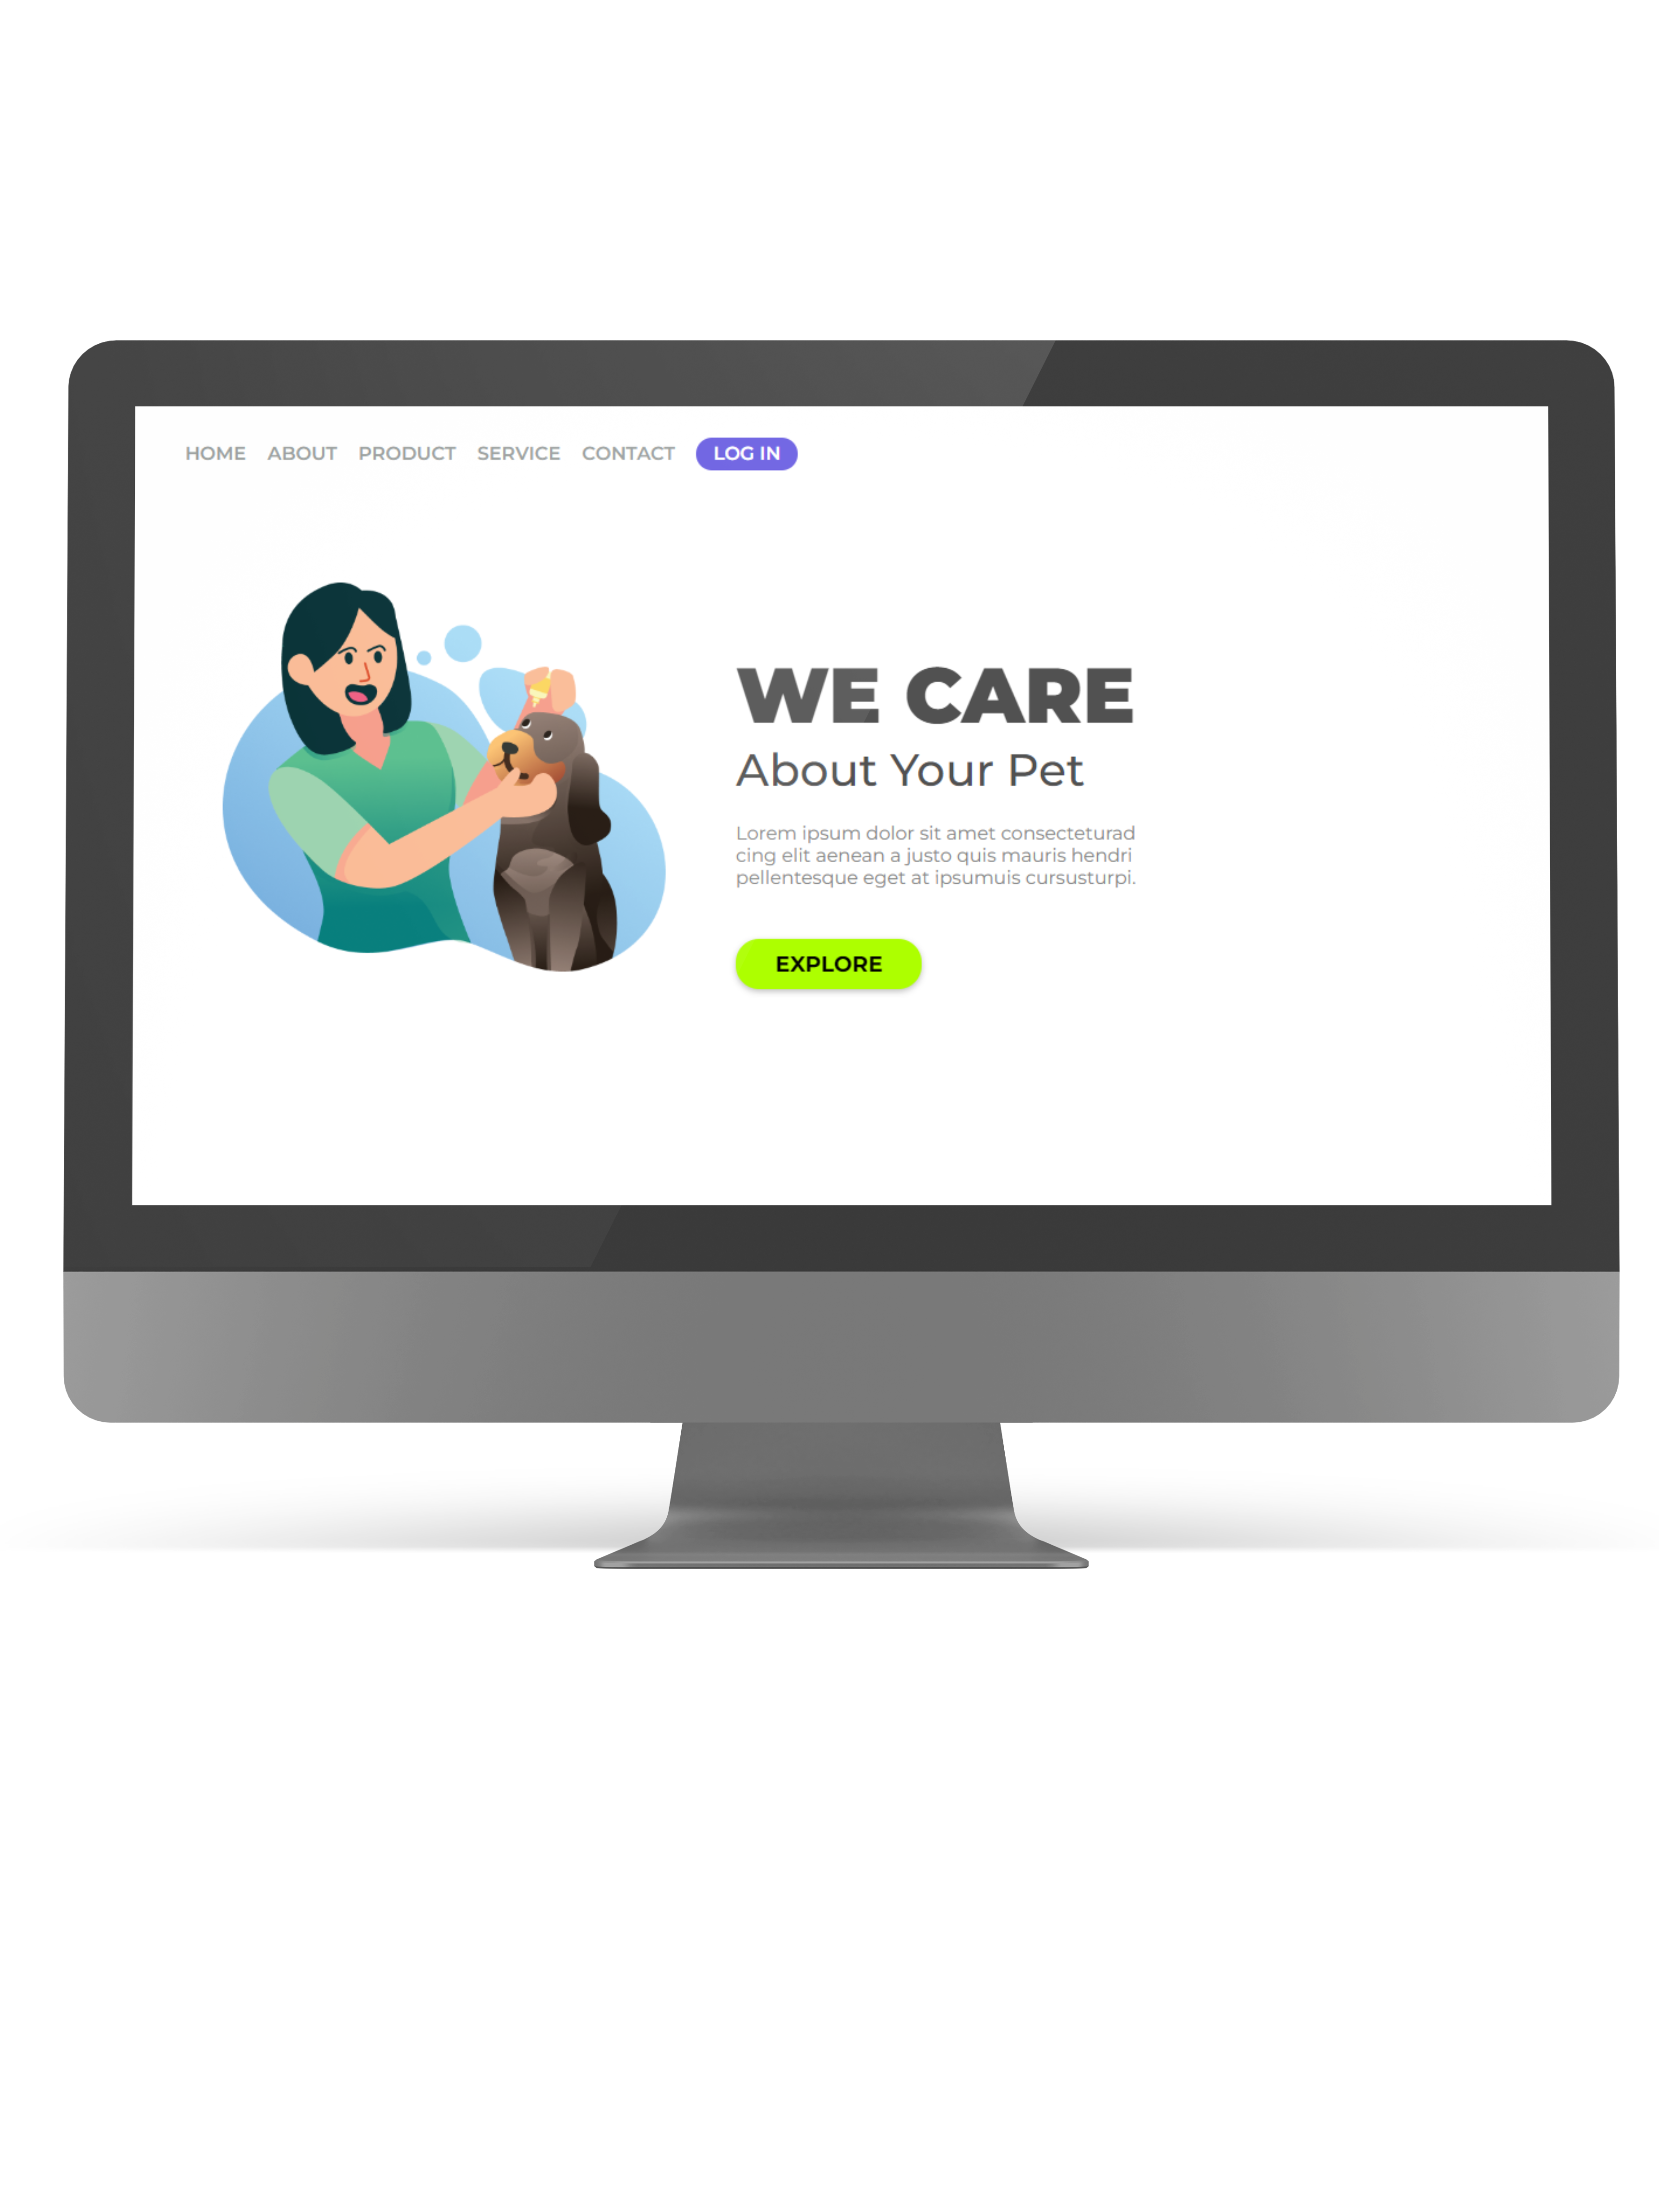 HOME ABOUT PRODUCT SERVICE CONTACT LOG IN
WE CARE
About Your Pet
Lorem ipsum dolor sit amet consecteturad
cing elit aenean a justo quis mauris hendri
pellentesque eget at ipsumuis cursusturpi.
EXPLORE